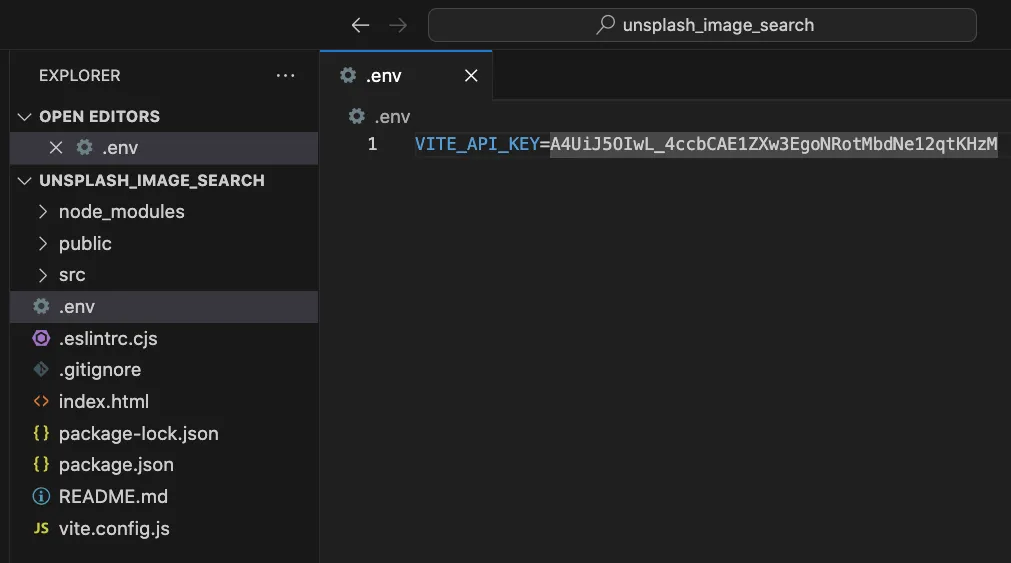 unsplash_image_search
EXPLORER ...
.env
OPEN EDITORS
.env
UNSPLASH_IMAGE_SEARCH
node_modules
public
src
.env
.eslintrc.cjs
.gitignore
index.html
package-lock.json
package.json
README.md
JS vite.config.js
.env
1 VITE_API_KEY=A4UiJ5OIwL_4ccbCAE1ZXw3EgoNRotMbdNe12qtKHzM